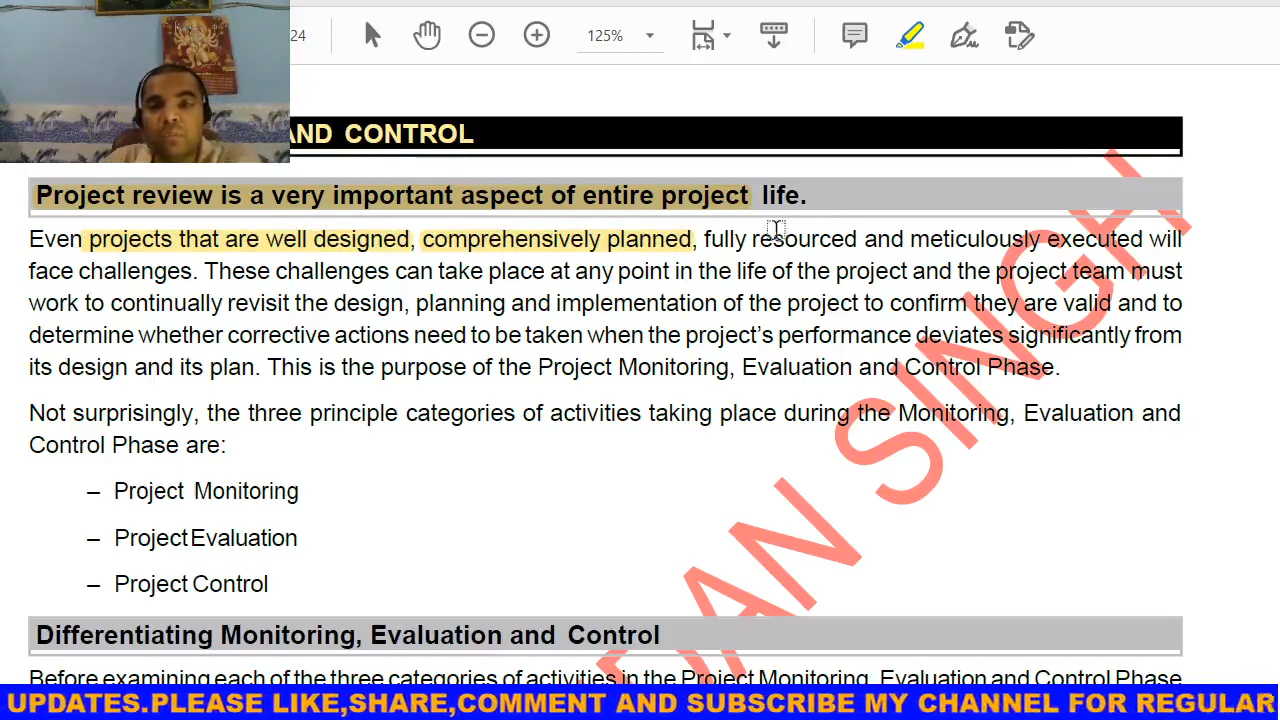 24
125%
AND CONTROL
Project review is a very important aspect of entire project life.
Even projects that are well designed, comprehensively planned, fully resourced and meticulously executed will
face challenges. These challenges can take place at any point in the life of the project and the project team must
work to continually revisit the design, planning and implementation of the project to confirm they are valid and to
determine whether corrective actions need to be taken when the project's performance deviates significantly from
its design and its plan. This is the purpose of the Project Monitoring, Evaluation and Control Phase.
Not surprisingly, the three principle categories of activities taking place during the Monitoring, Evaluation and
Control Phase are:
– Project Monitoring
– Project Evaluation
– Project Control
Differentiating Monitoring, Evaluation and Control
Before examining each of the three categories of activities in the Project Monitoring, Evaluation and Control Phase
DAN SINGH
UPDATES.PLEASE LIKE,SHARE,COMMENT AND SUBSCRIBE MY CHANNEL FOR REGULAR